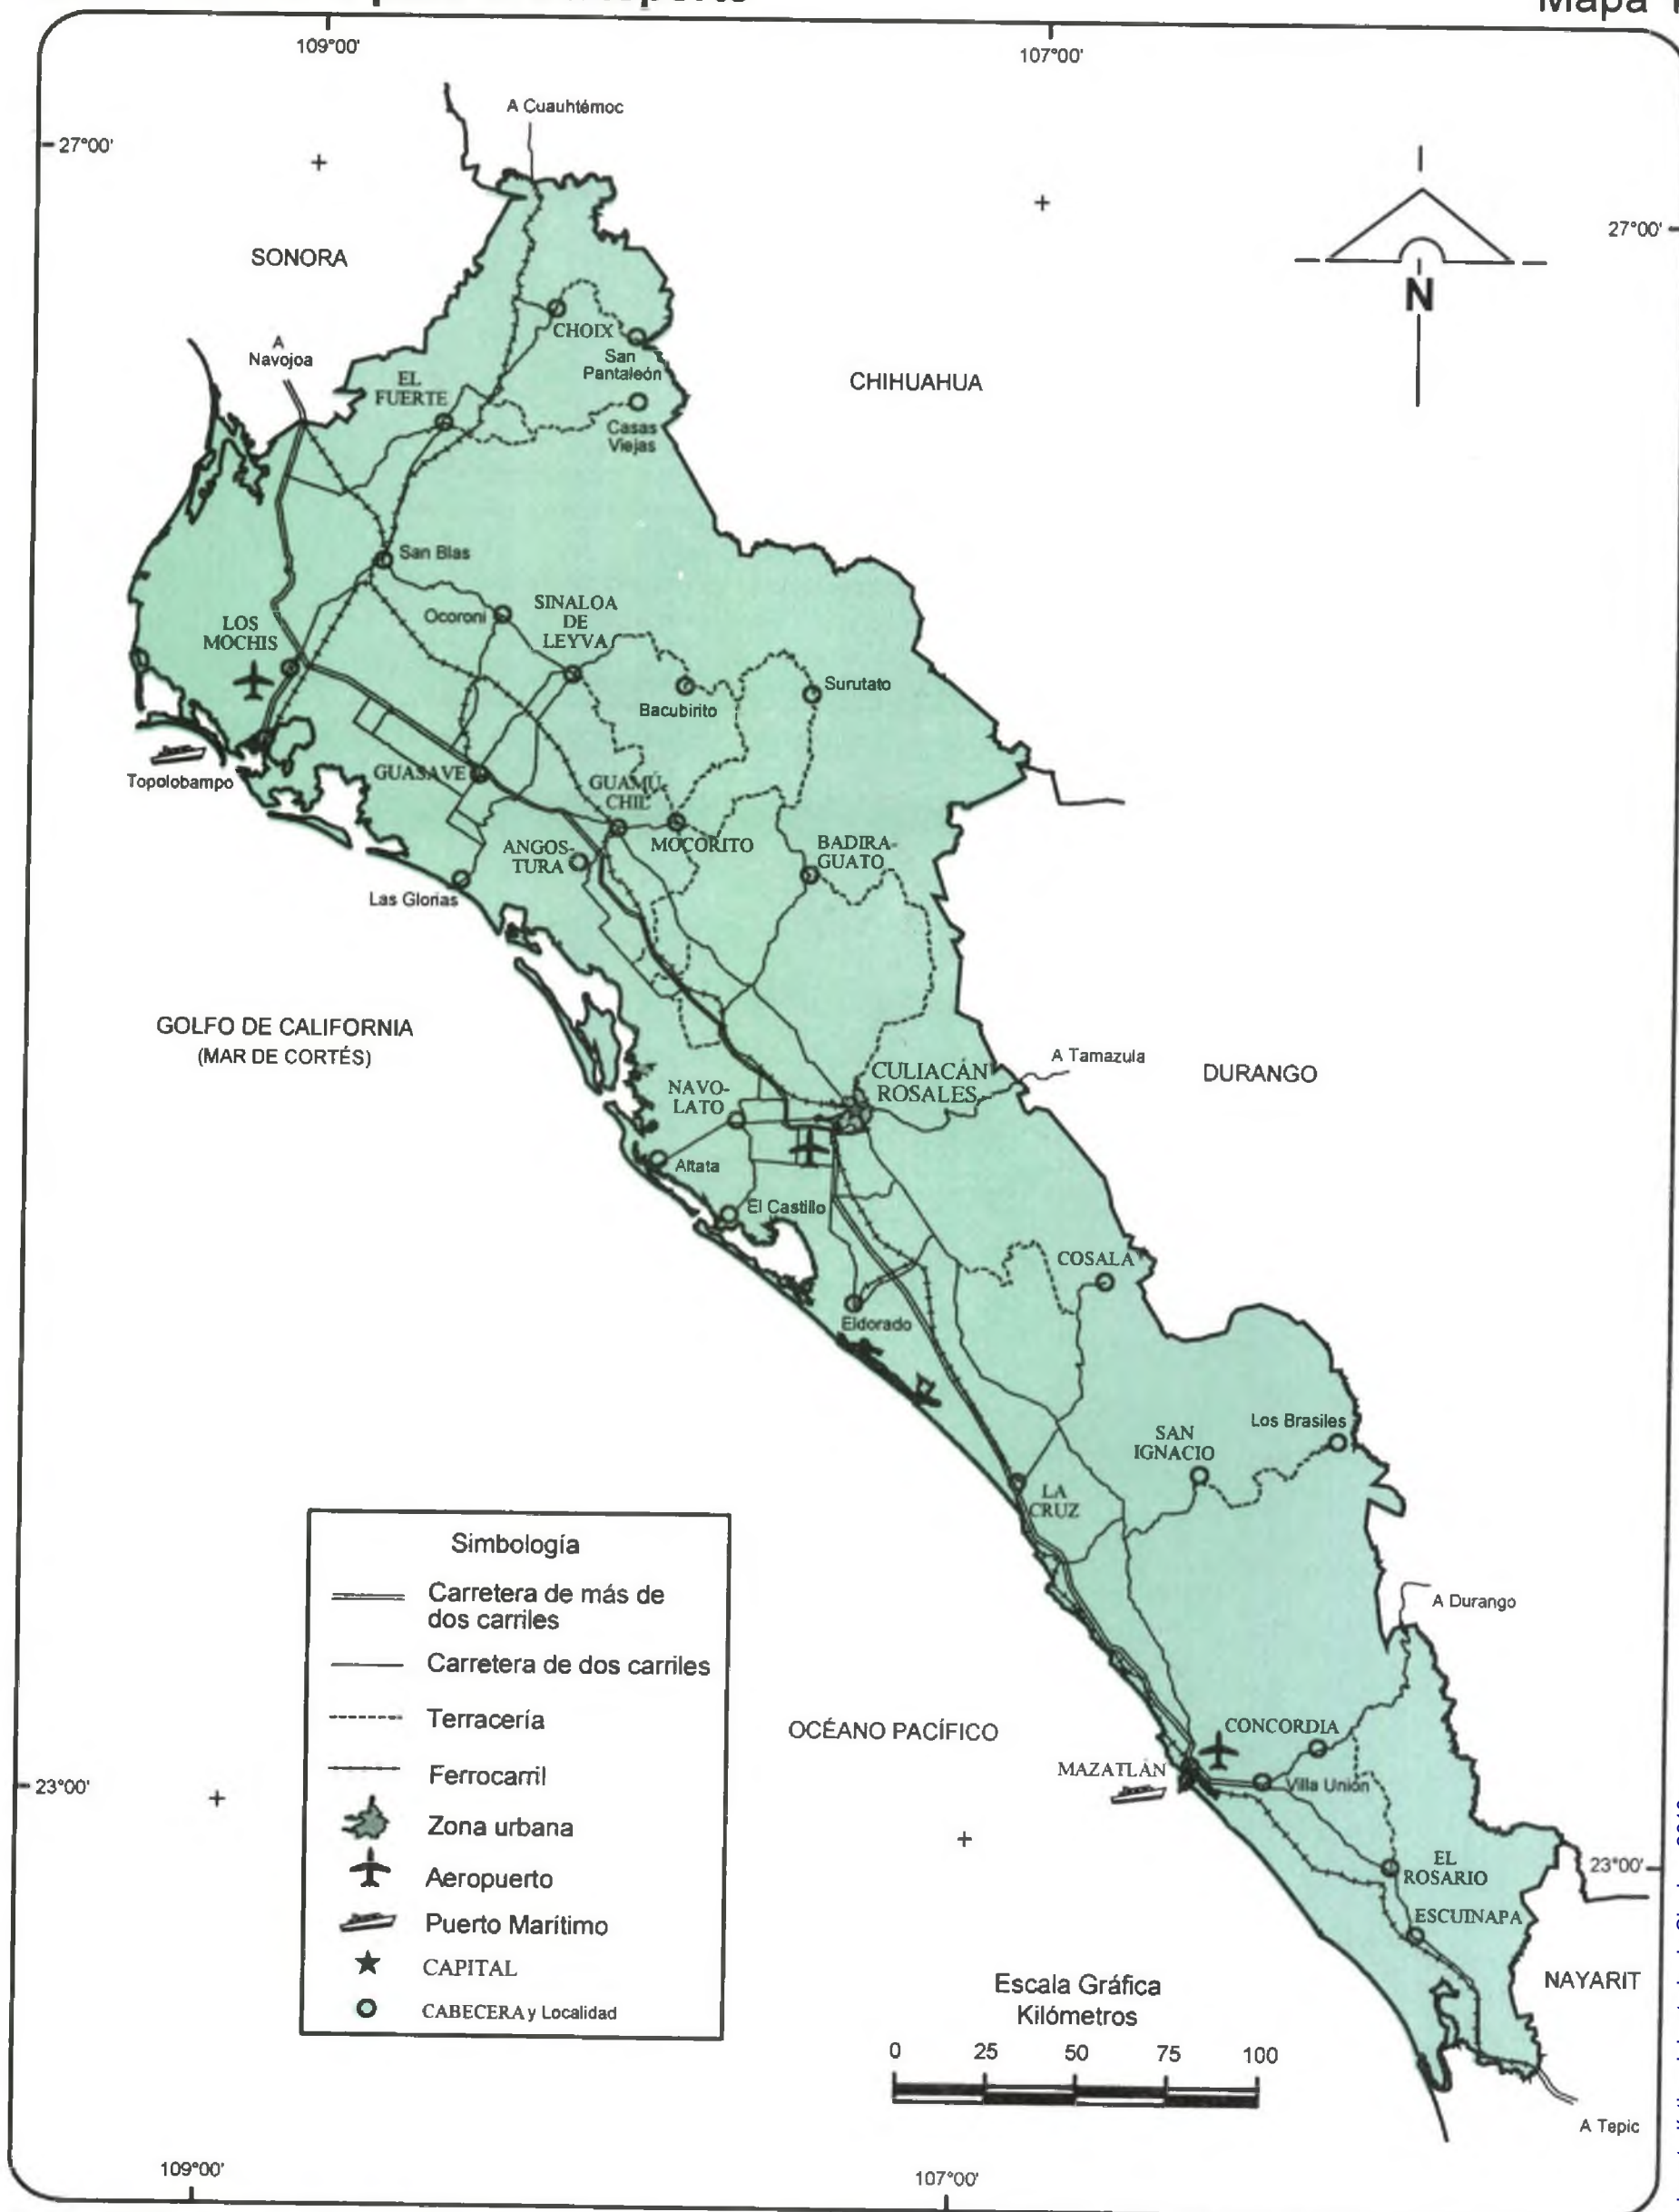 109°00'
107°00'
A Cuauhtémoc
27°00'
27°00'
SONORA
N
A
Navojoa
CHOIX
San
Pantaleón
CHIHUAHUA
EL
FUERTE
Casas
Viejas
San Blas
Ocoroni
SINALOA
DE
LEYVA
LOS
MOCHIS
Surutato
Bacubirito
Topolobampo
GUASAVE
GUAMÚ-
CHIL
MOCORITO
ANGOS-
TURA
BADIRA-
GUATO
Las Glorias
GOLFO DE CALIFORNIA
(MAR DE CORTÉS)
A Tamazula
DURANGO
CULIACÁN
ROSALES
NAVO-
LATO
Altata
El Castillo
COSALÁ
Eldorado
Los Brasiles
SAN
IGNACIO
LA
CRUZ
Simbología
Carretera de más de
dos carriles
Carretera de dos carriles
Terracería
Ferrocarril
Zona urbana
Aeropuerto
Puerto Marítimo
CAPITAL
CABECERA y Localidad
A Durango
OCÉANO PACÍFICO
CONCORDIA
MAZATLÁN
Villa Unión
23°00'
23°00'
EL
ROSARIO
ESCUINAPA
NAYARIT
Escala Gráfica
Kilómetros
0 25 50 75 100
A Tepic
109°00'
107°00'